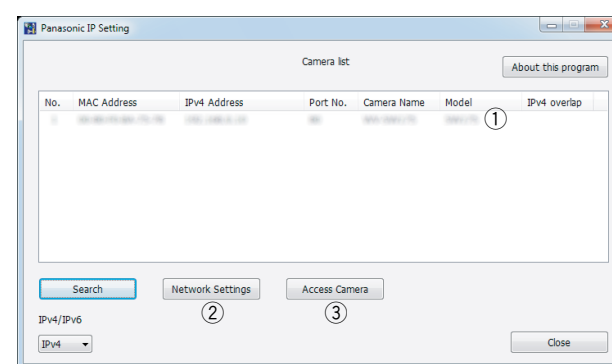 Panasonic IP Setting
Camera list
About this program
No. MAC Address IPv4 Address Port No. Camera Name Model IPv4 overlap
①
Search Network Settings Access Camera
② ③
IPv4/IPv6
IPv4 Close